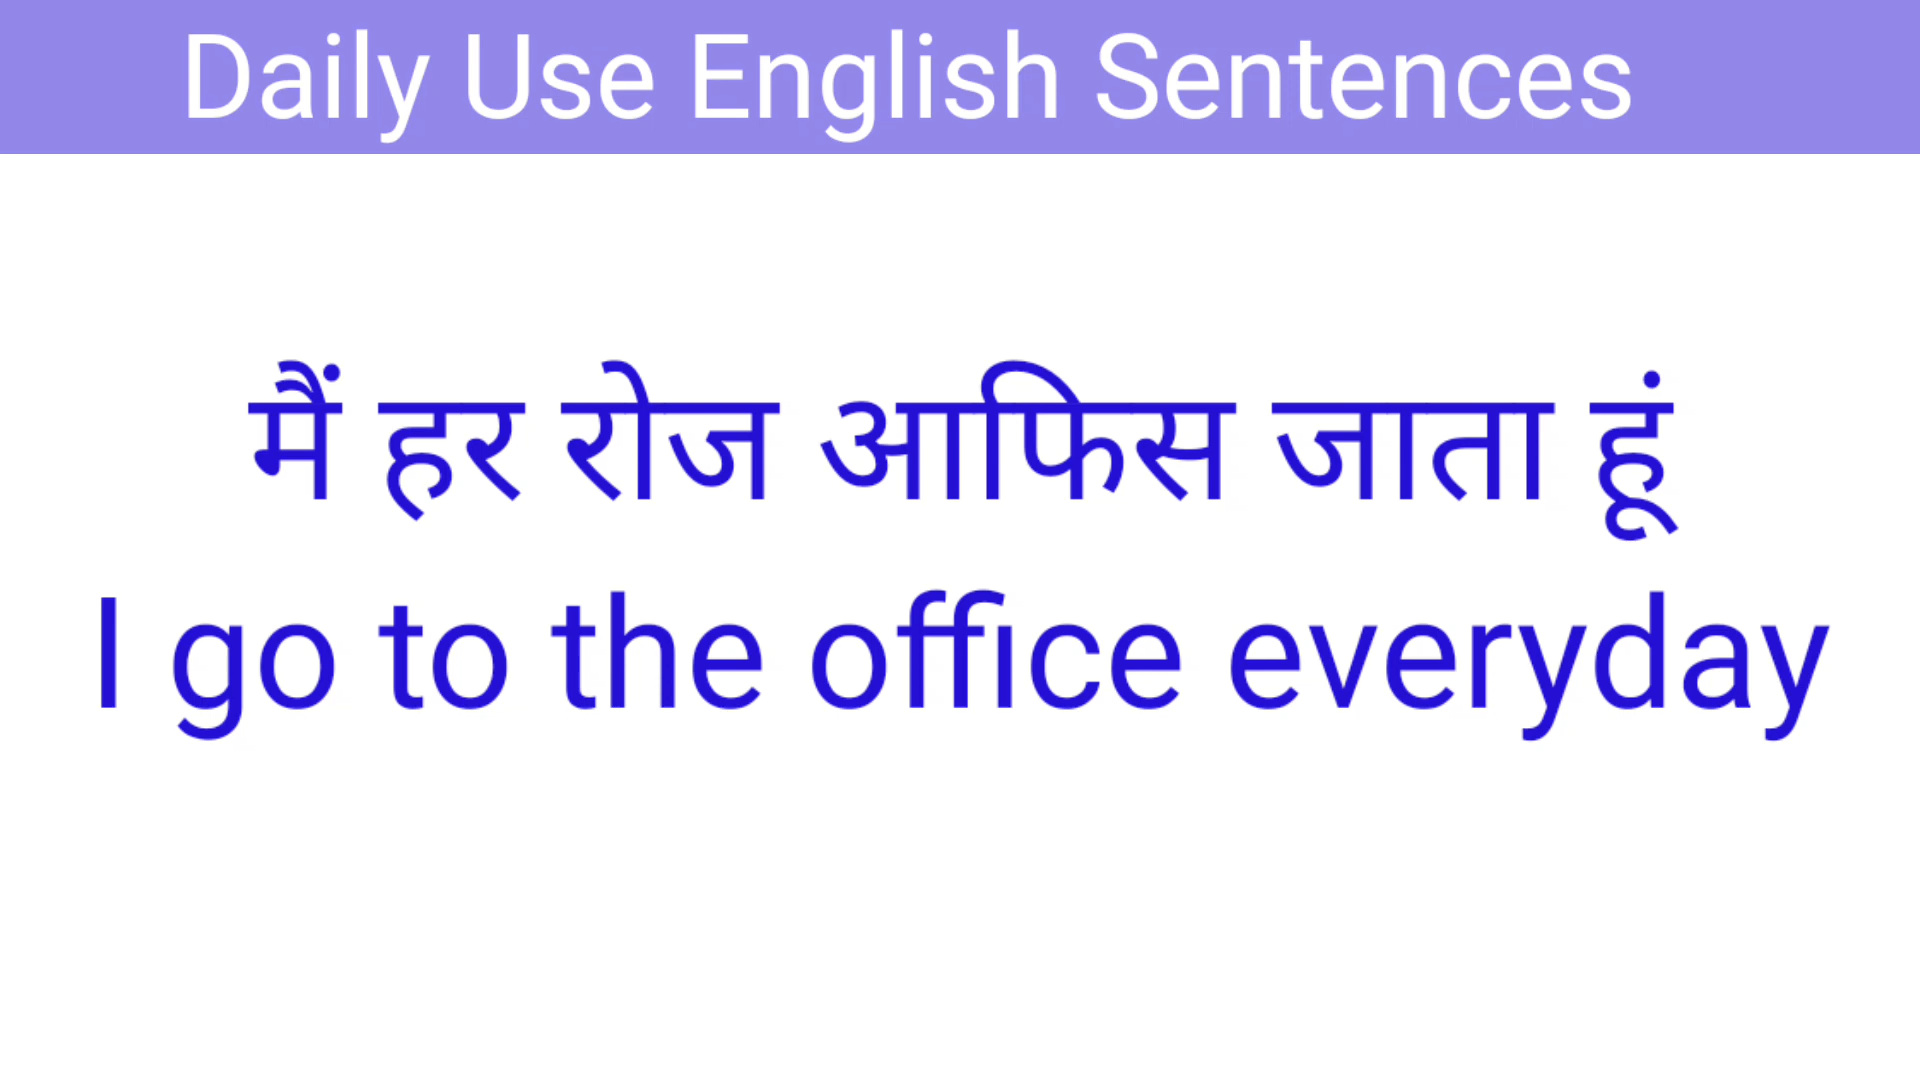 Daily Use English Sentences
मैं हर रोज आफिस जाता हूं
I go to the office everyday